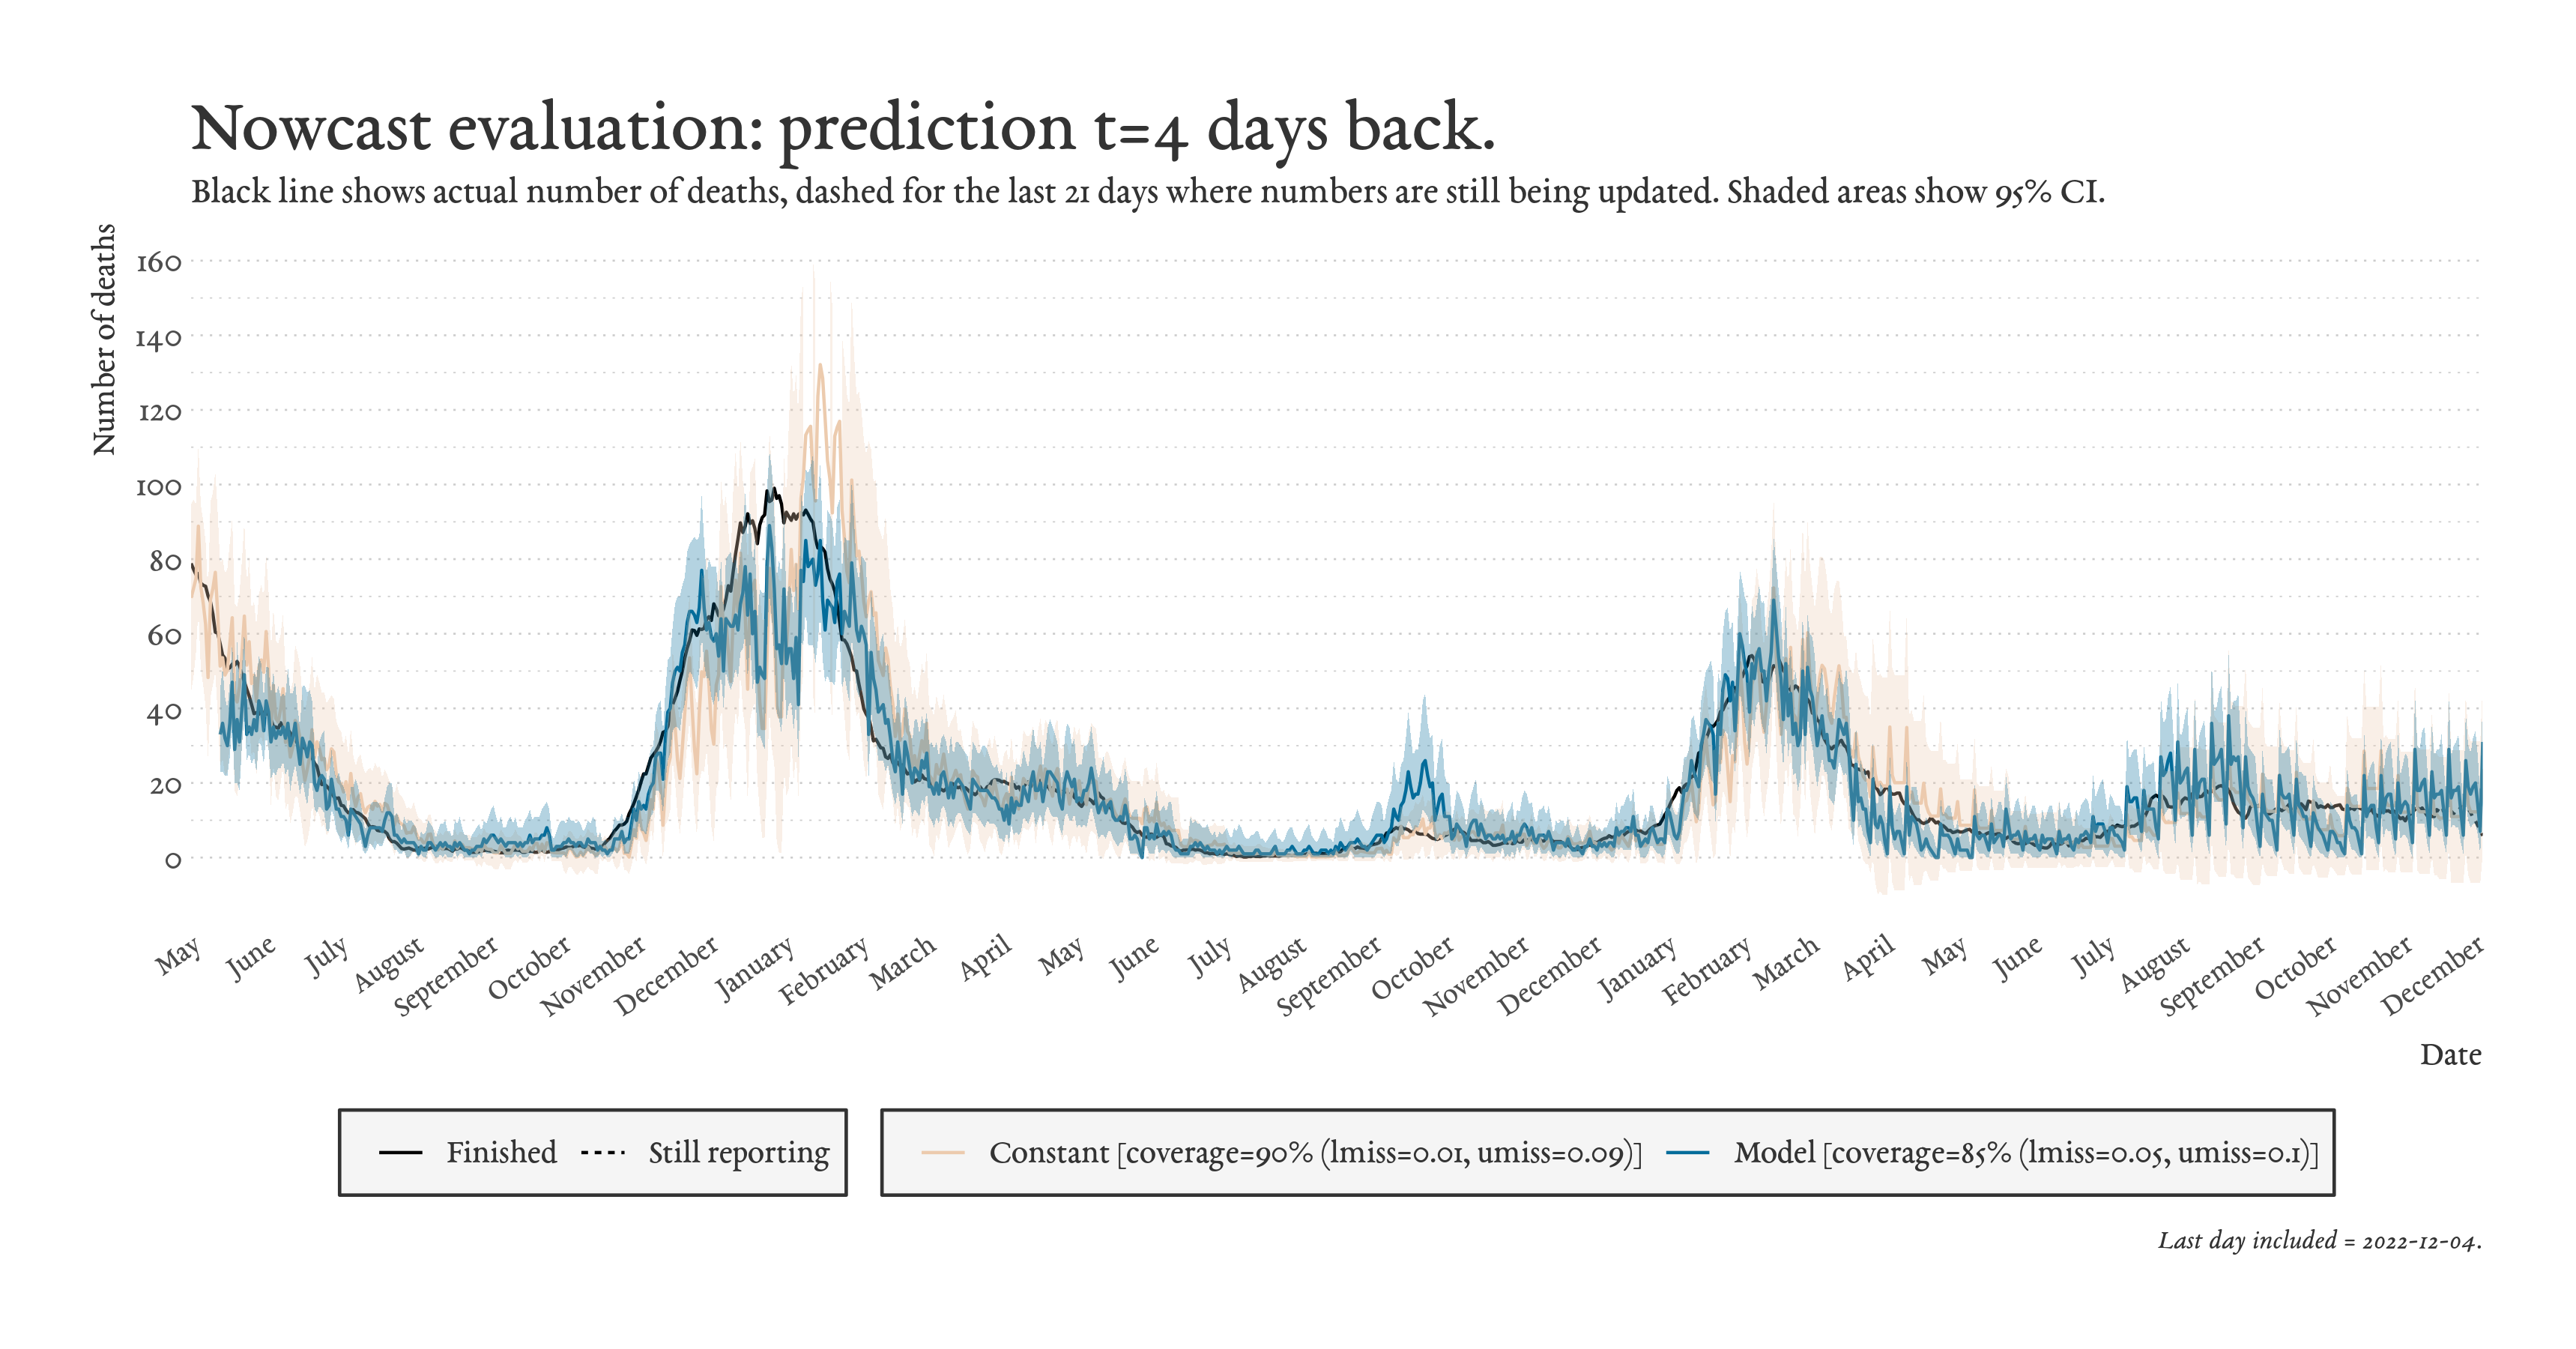 Nowcast evaluation: prediction t=4 days back.
Black line shows actual number of deaths, dashed for the last 21 days where numbers are still being updated. Shaded areas show 95% CI.
Number of deaths
160
140
120
100
80
60
40
20
0
May
June
July
August
September
October
November
December
January
February
March
April
May
June
July
August
September
October
November
December
January
February
March
April
May
June
July
August
September
October
November
December
Date
Finished
Still reporting
Constant [coverage=90% (lmiss=0.01, umiss=0.09)]
Model [coverage=85% (lmiss=0.05, umiss=0.1)]
Last day included = 2022-12-04.